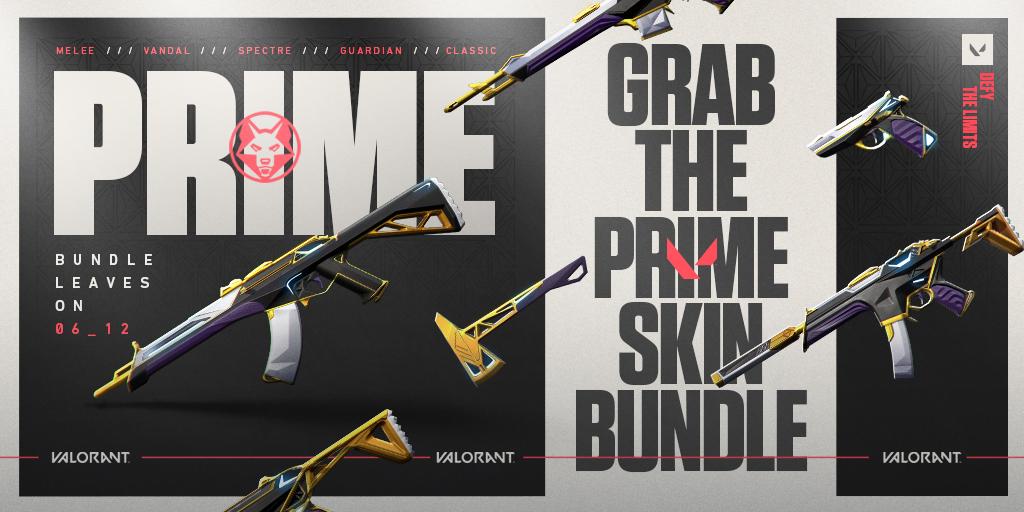 MELEE /// VANDAL /// SPECTRE /// GUARDIAN /// CLASSIC
PRIME
BUNDLE
LEAVES
ON
06_12
GRAB
THE
PRIME
SKIN
BUNDLE
DEFY
THE LIMITS
VALORANT
VALORANT
VALORANT